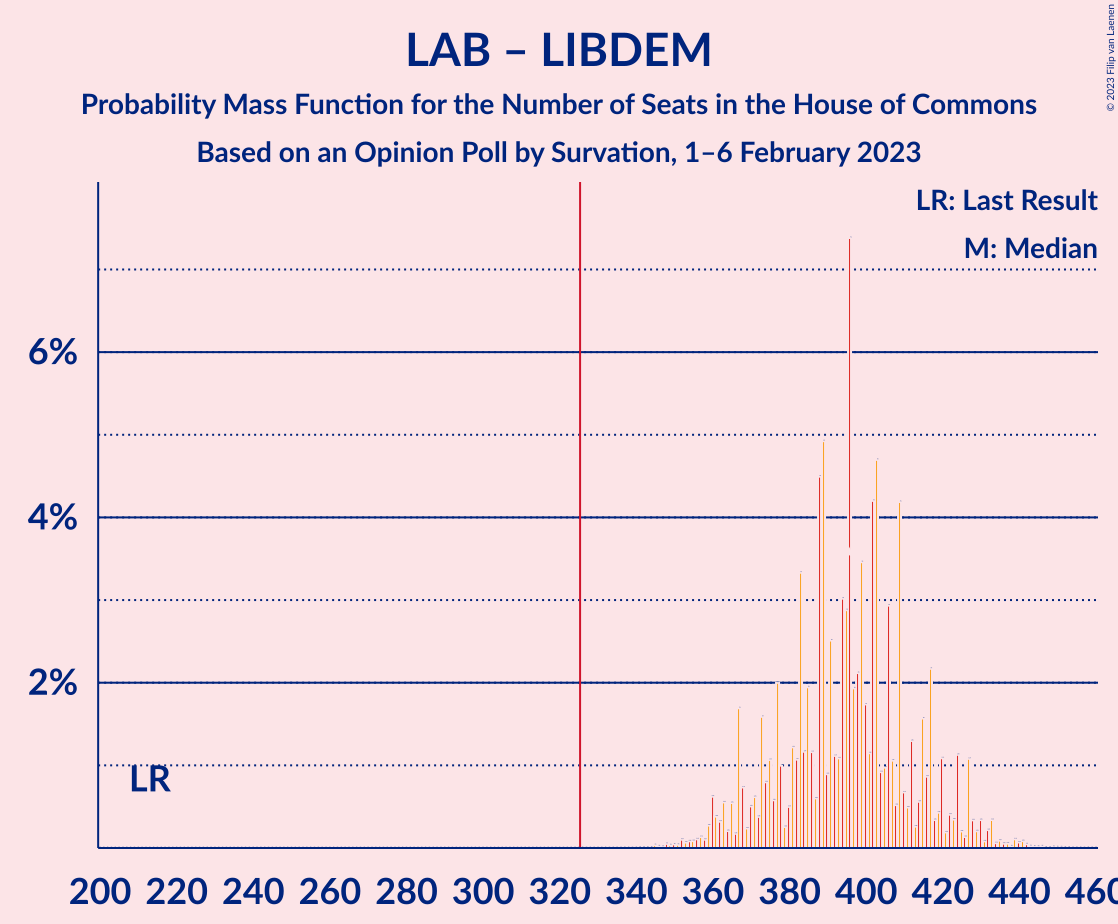 LAB – LIBDEM
Probability Mass Function for the Number of Seats in the House of Commons
Based on an Opinion Poll by Survation, 1–6 February 2023
© 2023 Filip van Laenen
LR: Last Result
M: Median
6%
4%
2%
LR
200 220 240 260 280 300 320 340 360 380 400 420 440 460